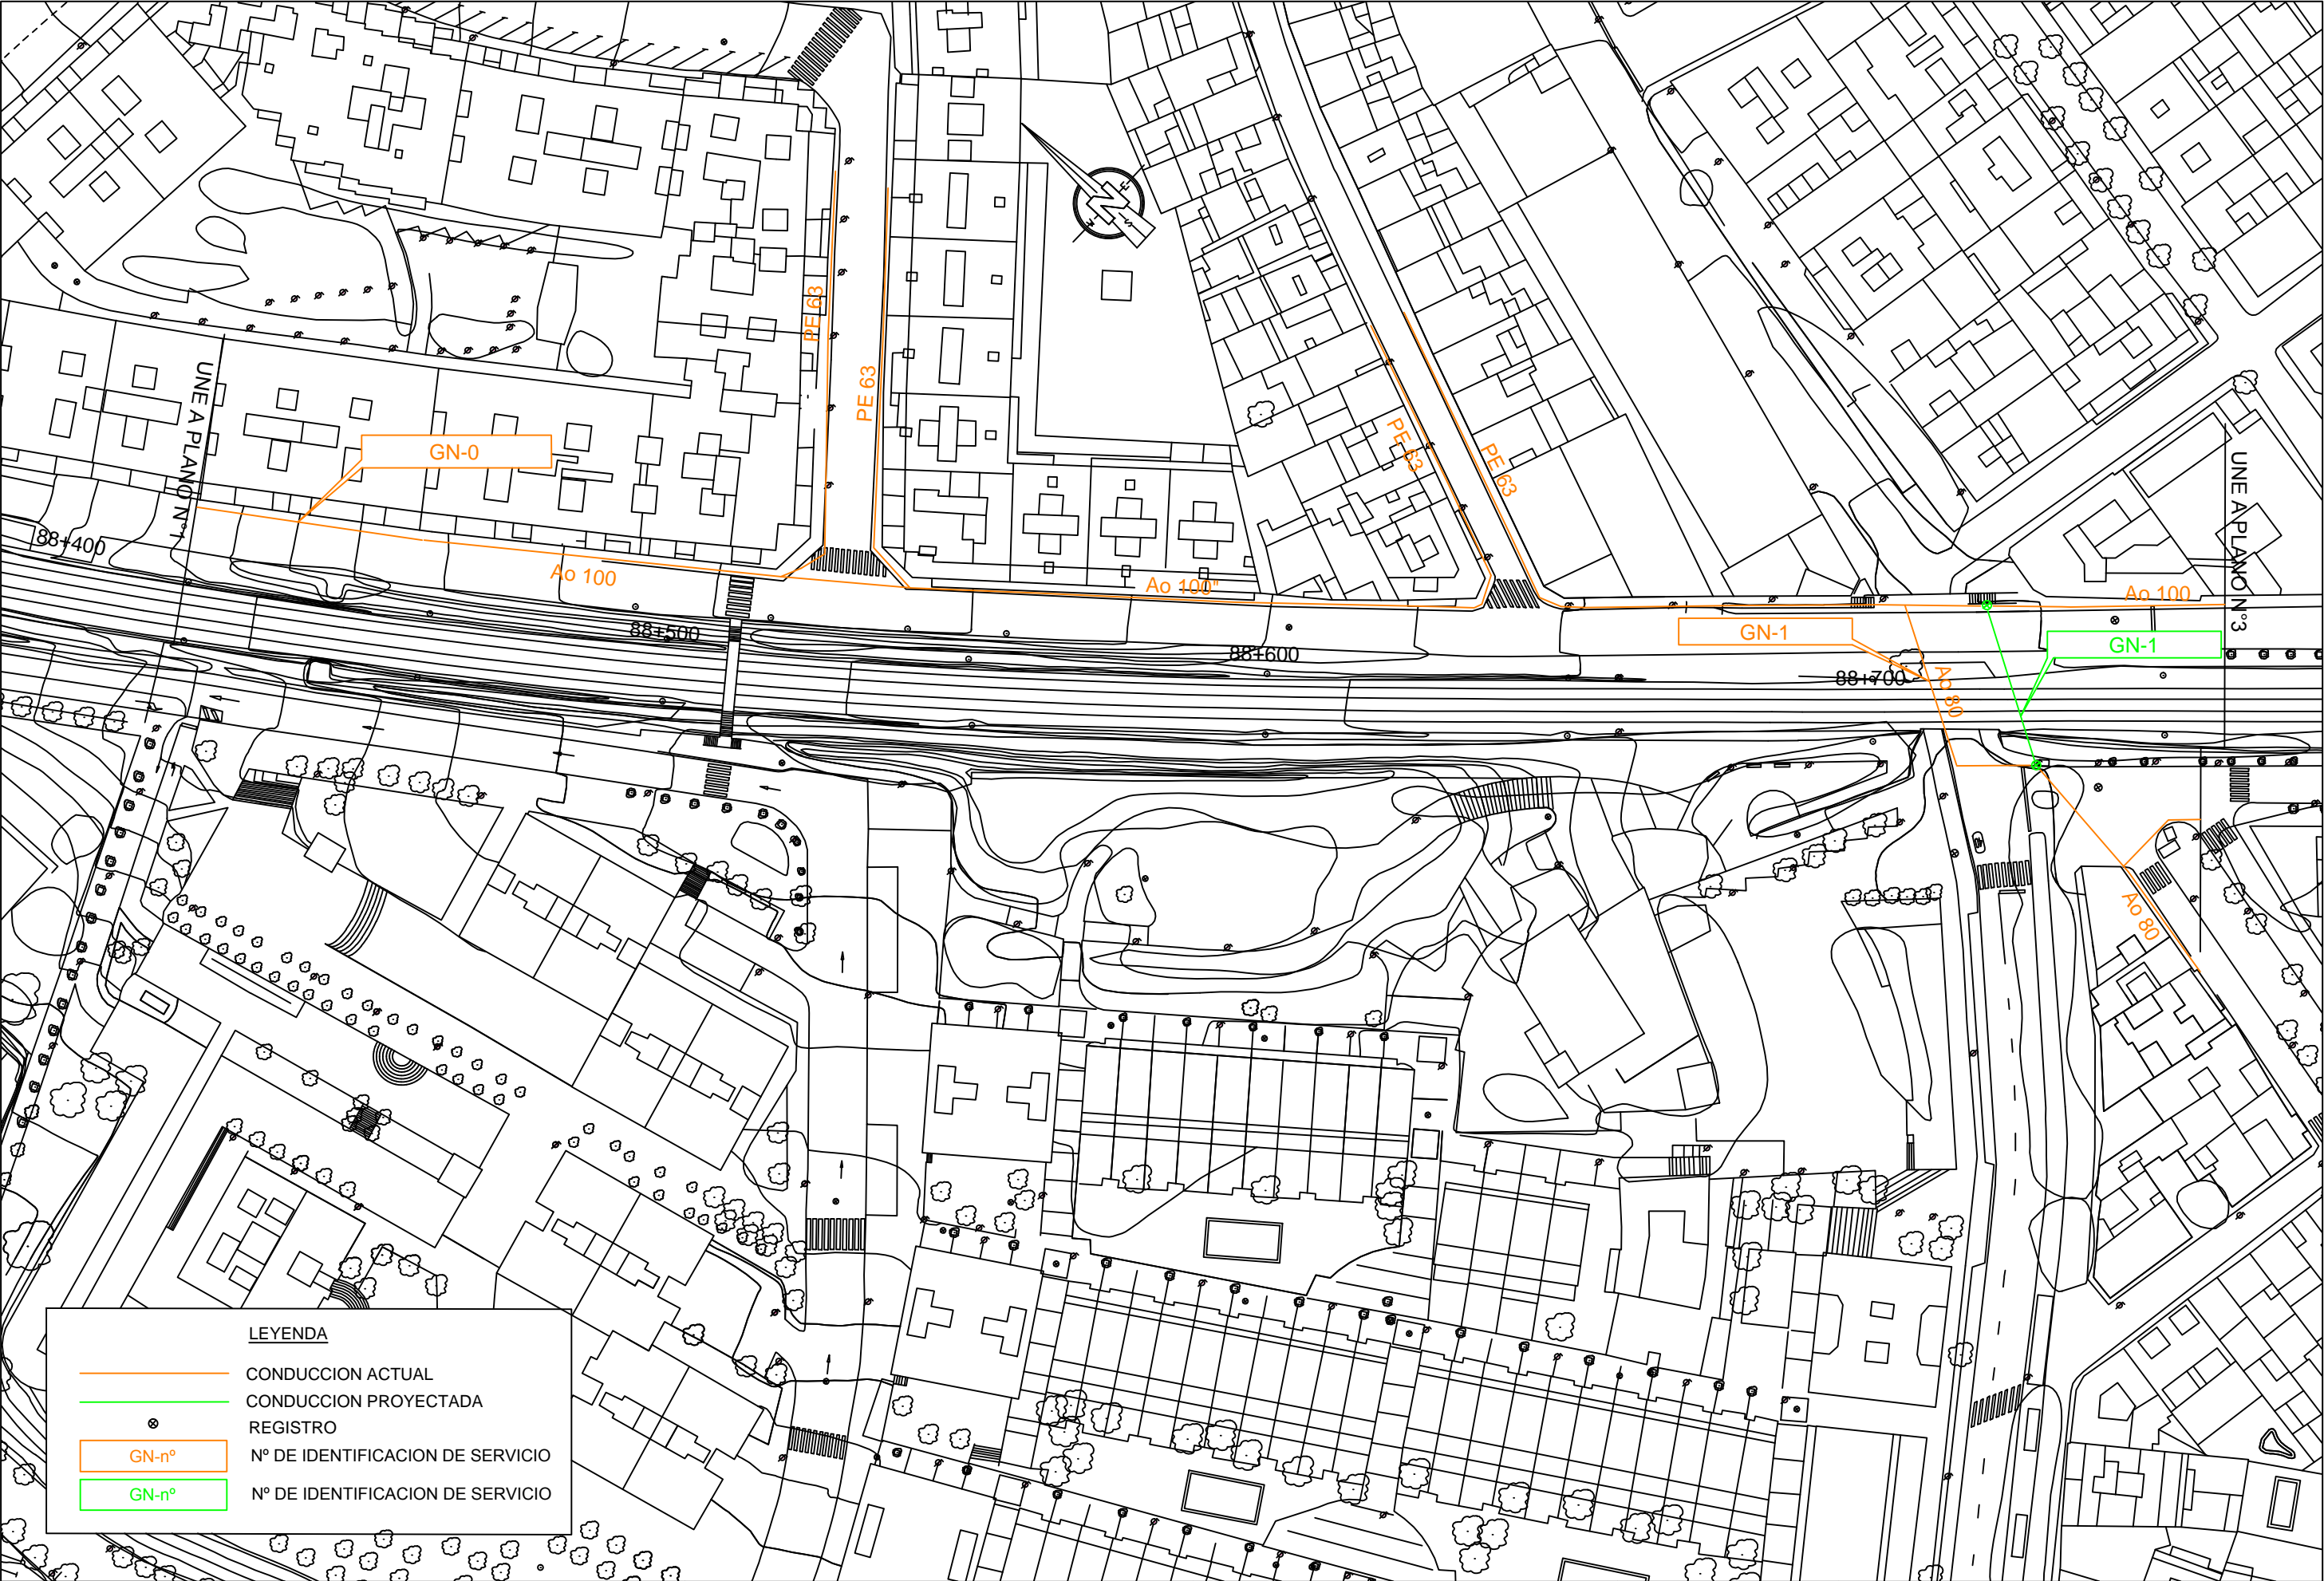 UNE A PLANO Nº 1
GN-0
PE 63
PE 63
PE 63
PE 63
N
88+400
Ao 100
Ao 100"
Ao 100
UNE A PLANO Nº3
88+500
88+600
88+700
GN-1
GN-1
Ao 80
Ao 80
LEYENDA
CONDUCCION ACTUAL
CONDUCCION PROYECTADA
REGISTRO
GN-nº Nº DE IDENTIFICACION DE SERVICIO
GN-nº Nº DE IDENTIFICACION DE SERVICIO